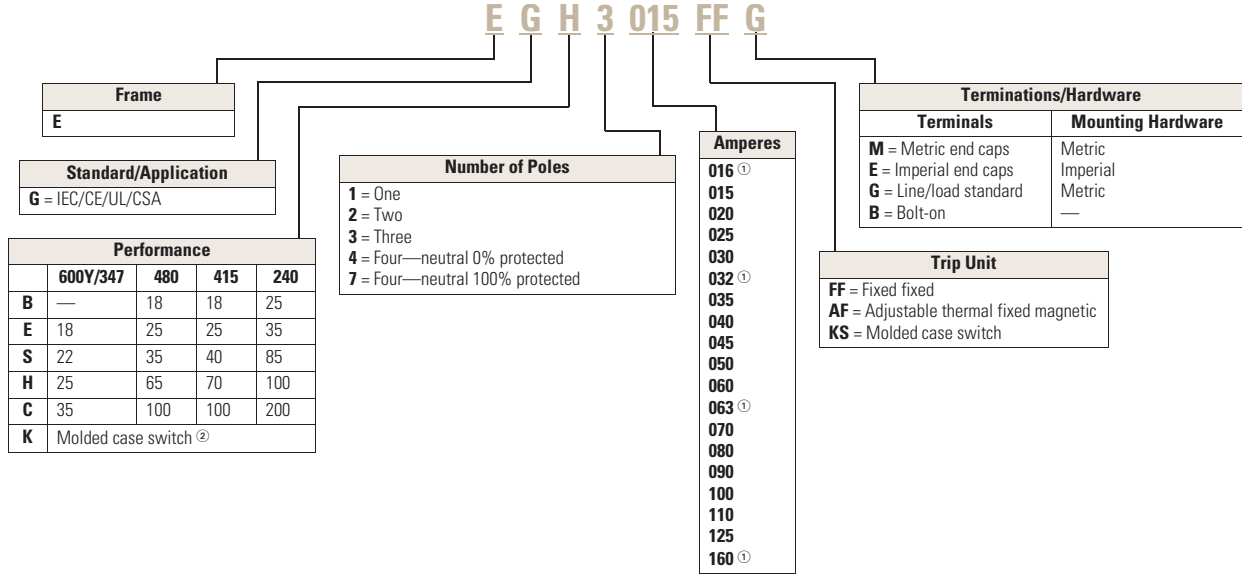 E G H 3 015 FF G
Frame
E
Standard/Application
G = IEC/CE/UL/CSA
Performance
600Y/347 480 415 240
B — 18 18 25
E 18 25 25 35
S 22 35 40 85
H 25 65 70 100
C 35 100 100 200
K Molded case switch ②
Number of Poles
1 = One
2 = Two
3 = Three
4 = Four—neutral 0% protected
7 = Four—neutral 100% protected
Amperes
016 ①
015
020
025
030
032 ①
035
040
045
050
060
063 ①
070
080
090
100
110
125
160 ①
Terminations/Hardware
Terminals Mounting Hardware
M = Metric end caps Metric
E = Imperial end caps Imperial
G = Line/load standard Metric
B = Bolt-on —
Trip Unit
FF = Fixed fixed
AF = Adjustable thermal fixed magnetic
KS = Molded case switch